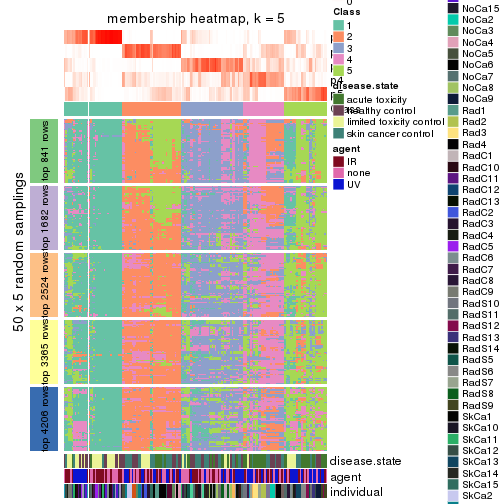 membership heatmap, k = 5
50 x 5 random samplings
top 841 rows
top 1682 rows
top 2524 rows
top 3365 rows
top 4206 rows
disease.state
agent
individual
Class
1
2
3
4
5
disease.state
acute toxicity
healthy control
limited toxicity control
skin cancer control
agent
IR
none
UV
NoCa15
NoCa2
NoCa3
NoCa4
NoCa5
NoCa6
NoCa7
NoCa8
NoCa9
Rad1
Rad2
Rad3
Rad4
RadC1
RadC10
RadC11
RadC12
RadC13
RadC2
RadC3
RadC4
RadC5
RadC6
RadC7
RadC8
RadC9
RadS10
RadS11
RadS12
RadS13
RadS14
RadS5
RadS6
RadS7
RadS8
RadS9
SkCa1
SkCa10
SkCa11
SkCa12
SkCa13
SkCa14
SkCa15